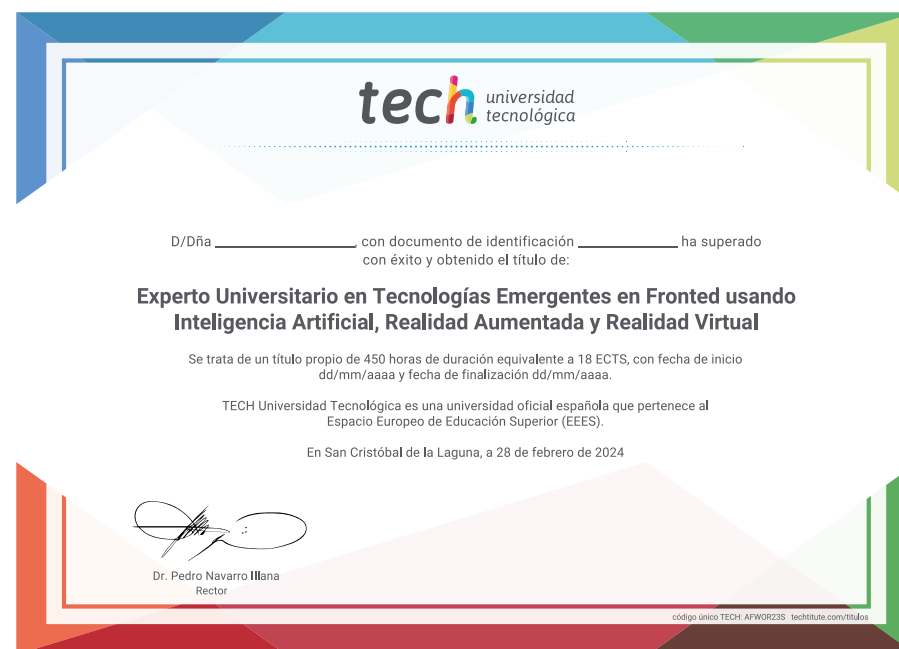 tech universidad
tecnológica
D/Dña ____________________, con documento de identificación ______________ ha superado
con éxito y obtenido el título de:
Experto Universitario en Tecnologías Emergentes en Fronted usando
Inteligencia Artificial, Realidad Aumentada y Realidad Virtual
Se trata de un título propio de 450 horas de duración equivalente a 18 ECTS, con fecha de inicio
dd/mm/aaaa y fecha de finalización dd/mm/aaaa.
TECH Universidad Tecnológica es una universidad oficial española que pertenece al
Espacio Europeo de Educación Superior (EEES).
En San Cristóbal de la Laguna, a 28 de febrero de 2024
Dr. Pedro Navarro Illana
Rector
código único TECH: AFWOR23S techtitute.com/titulos